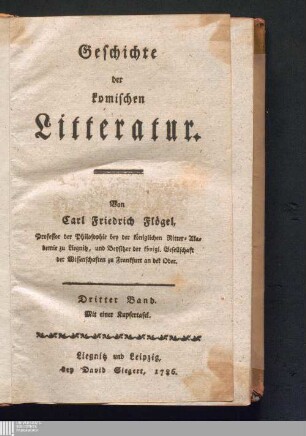 Geschichte
der
komischen
Litteratur.
Von
Carl Friedrich Flögel,
Professor der Philosophie bey der Königlichen Ritter-Aka-
demie zu Liegnitz, und Beysitzer der königl. Gesellschaft
der Wissenschaften zu Frankfurt an der Oder.
Dritter Band.
Mit einer Kupfertafel.
Liegnitz und Leipzig,
bey David Siegert, 1786.